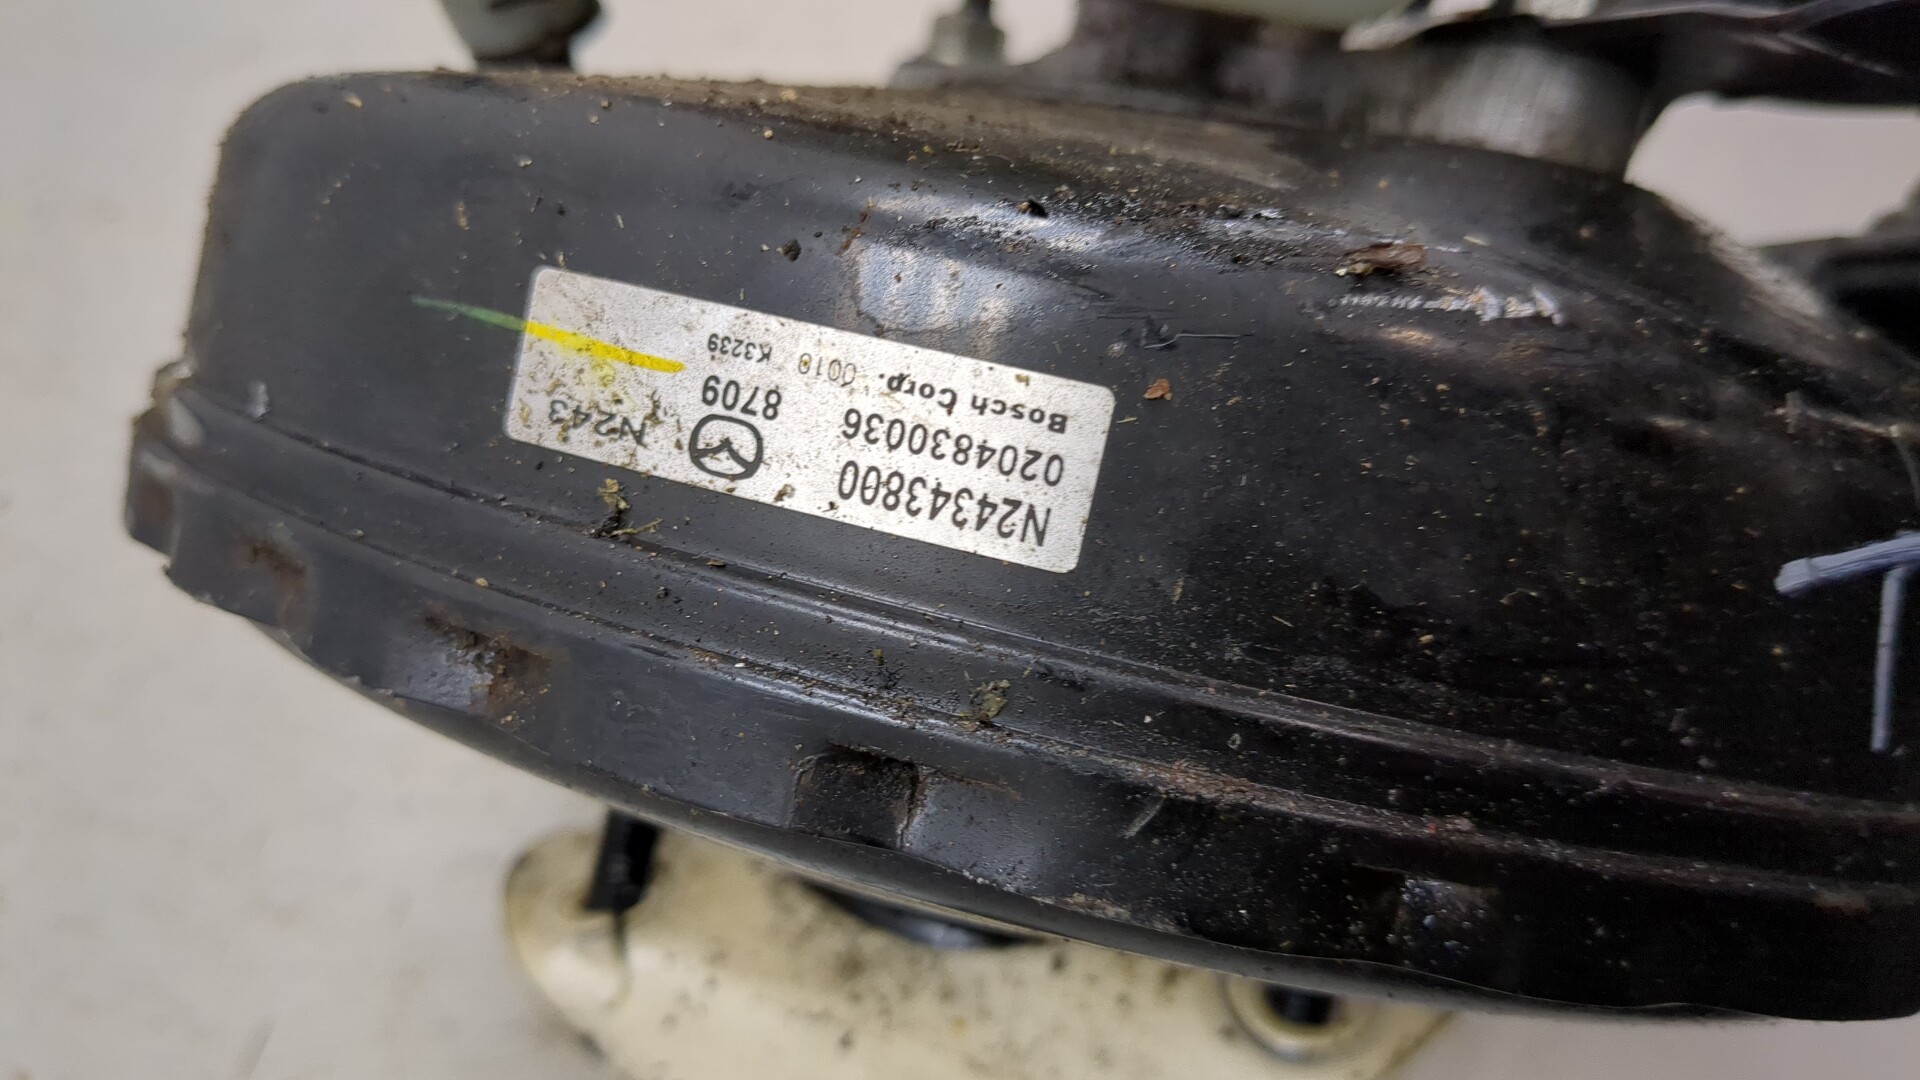 N24343800
0204830036
Bosch Corp. 0010 K3239
8709
N243